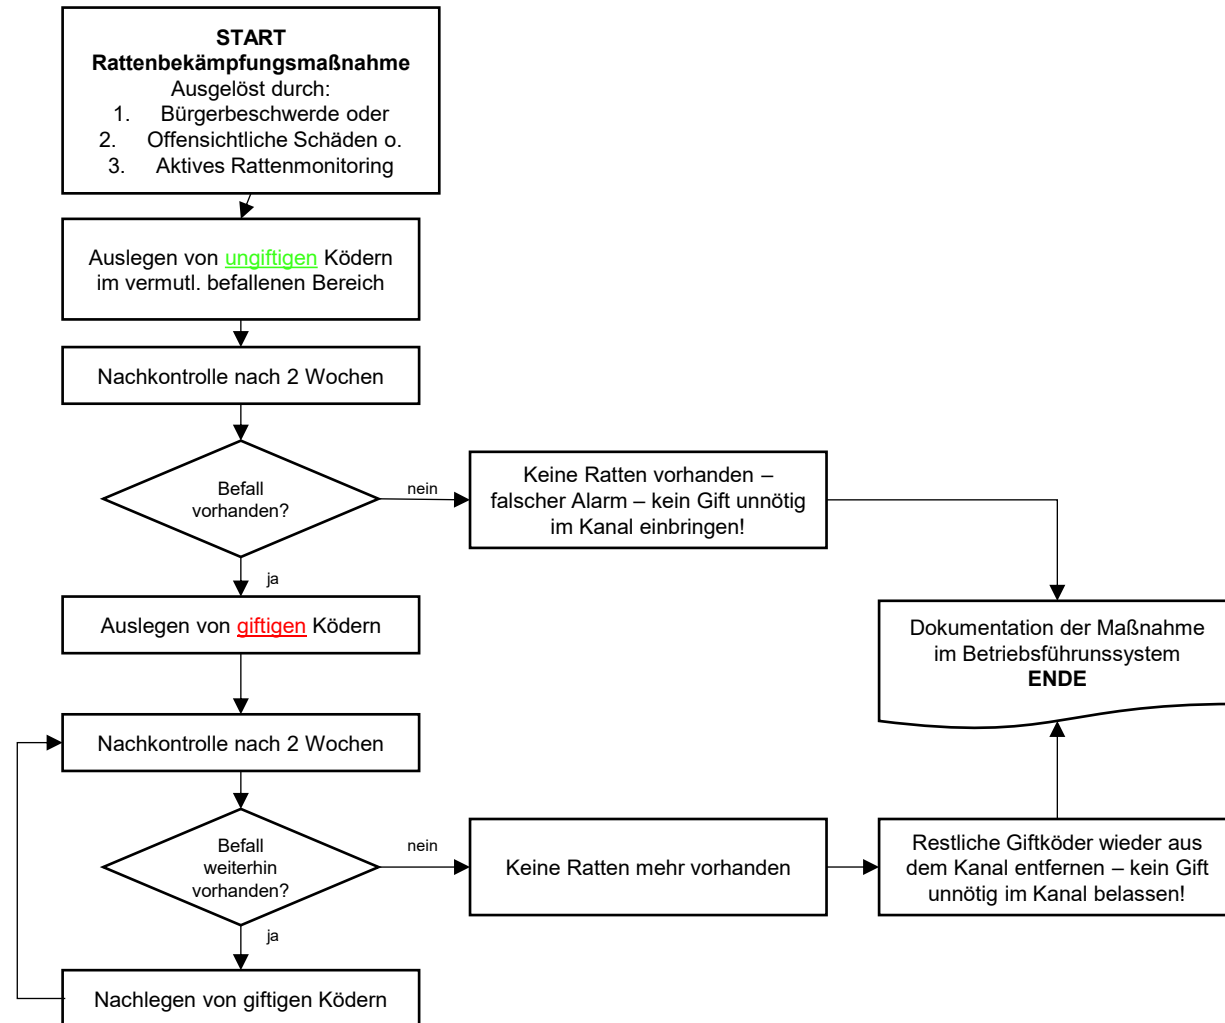 START
Rattenbekämpfungsmaßnahme
Ausgelöst durch:
1. Bürgerbeschwerde oder
2. Offensichtliche Schäden o.
3. Aktives Rattenmonitoring
Auslegen von ungiftigen Ködern
im vermutl. befallenen Bereich
Nachkontrolle nach 2 Wochen
Befall
vorhanden?
nein
Keine Ratten vorhanden –
falscher Alarm – kein Gift unnötig
im Kanal einbringen!
ja
Auslegen von giftigen Ködern
Dokumentation der Maßnahme
im Betriebsführunssystem
ENDE
Nachkontrolle nach 2 Wochen
Befall
weiterhin
vorhanden?
nein
Keine Ratten mehr vorhanden
Restliche Giftköder wieder aus
dem Kanal entfernen – kein Gift
unnötig im Kanal belassen!
ja
Nachlegen von giftigen Ködern